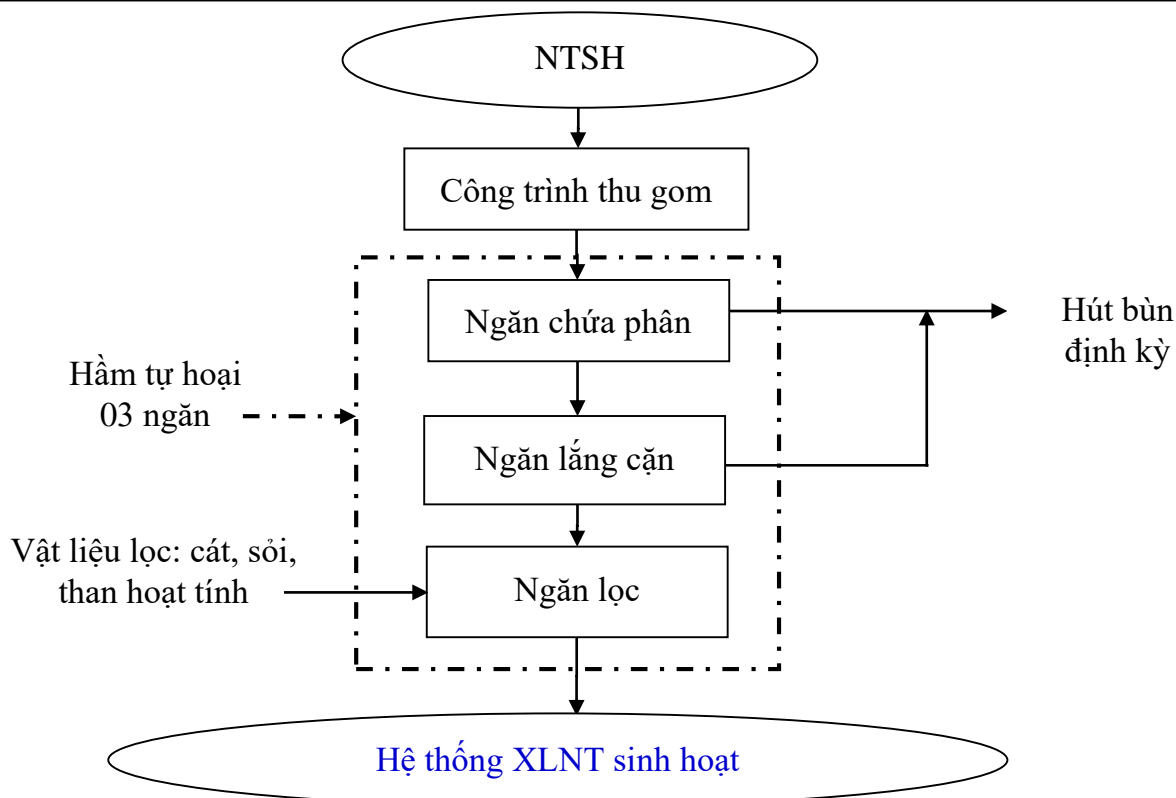 NTSH
Công trình thu gom
Ngăn chứa phân
Hút bùn
định kỳ
Hầm tự hoại
03 ngăn
Ngăn lắng cặn
Vật liệu lọc: cát, sỏi,
than hoạt tính
Ngăn lọc
Hệ thống XLNT sinh hoạt